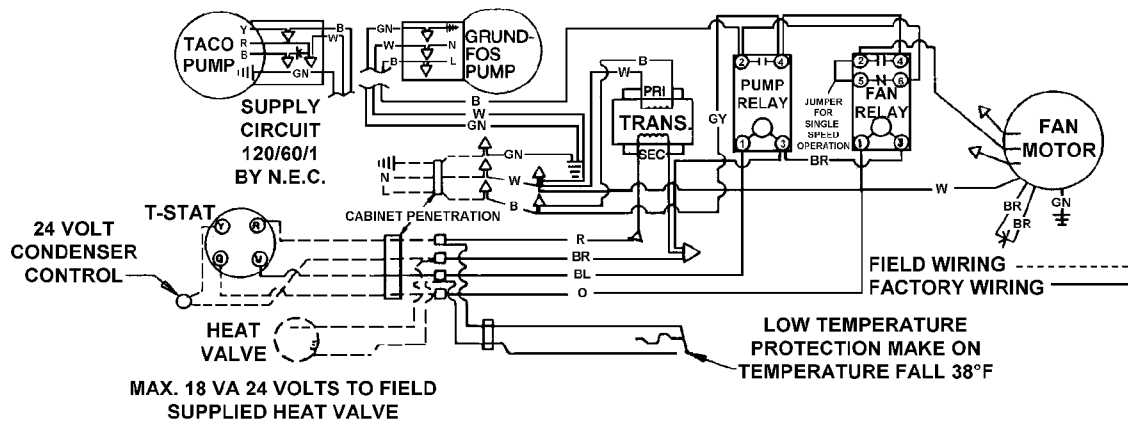 TACO
PUMP
Y
R
B
GN
B
W
GN
W
B
N
L
GRUND-
FOS
PUMP
SUPPLY
CIRCUIT
120/60/1
BY N.E.C.
B
W
GN
B
W
PRI
TRANS.
SEC
GY
2
4
PUMP
RELAY
1
3
JUMPER
FOR
SINGLE
SPEED
OPERATION
2
4
5
6
FAN
RELAY
1
3
BR
FAN
MOTOR
W
BR
BR
GN
N
L
GN
W
B
CABINET PENETRATION
T-STAT
Y
R
G
24 VOLT
CONDENSER
CONTROL
R
BR
BL
O
HEAT
VALVE
FIELD WIRING
FACTORY WIRING
LOW TEMPERATURE
PROTECTION MAKE ON
TEMPERATURE FALL 38°F
MAX. 18 VA 24 VOLTS TO FIELD
SUPPLIED HEAT VALVE